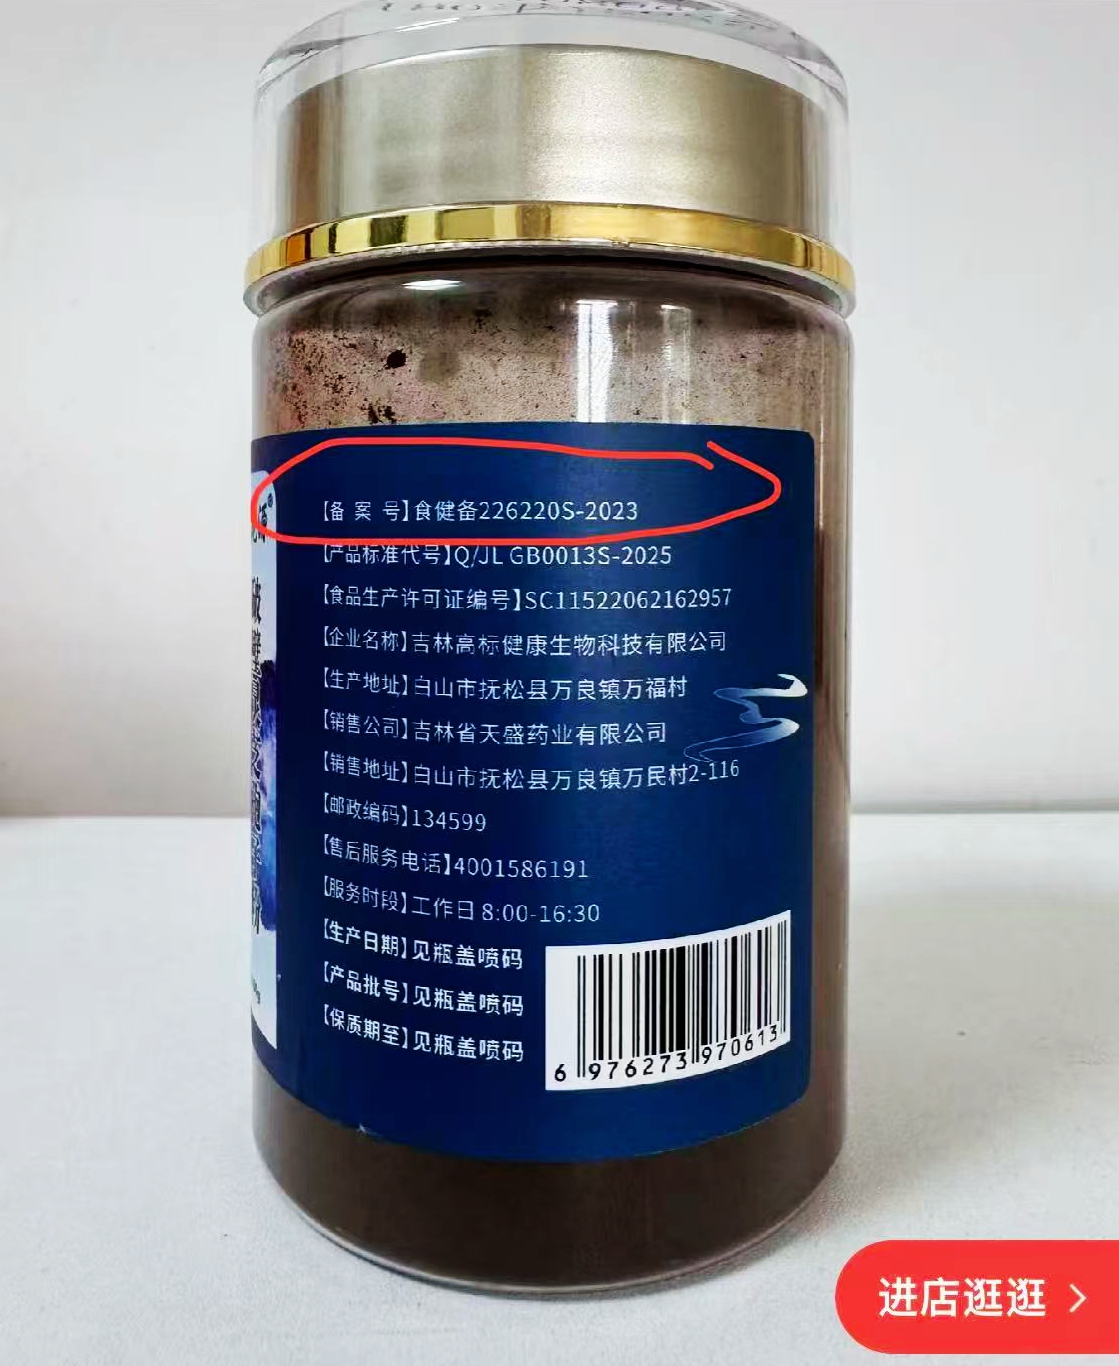 【备 案 号】食健备226220S-2023
【产品标准代号】Q/JL GB0013S-2025
【食品生产许可证编号】SC11522062162957
【企业名称】吉林高标健康生物科技有限公司
【生产地址】白山市抚松县万良镇万福村
【销售公司】吉林省天盛药业有限公司
【销售地址】白山市抚松县万良镇万民村2-116
【邮政编码】134599
【售后服务电话】4001586191
【服务时段】工作日 8:00-16:30
【生产日期】见瓶盖喷码
【产品批号】见瓶盖喷码
【保质期至】见瓶盖喷码
6 976273 970613
进店逛逛 >